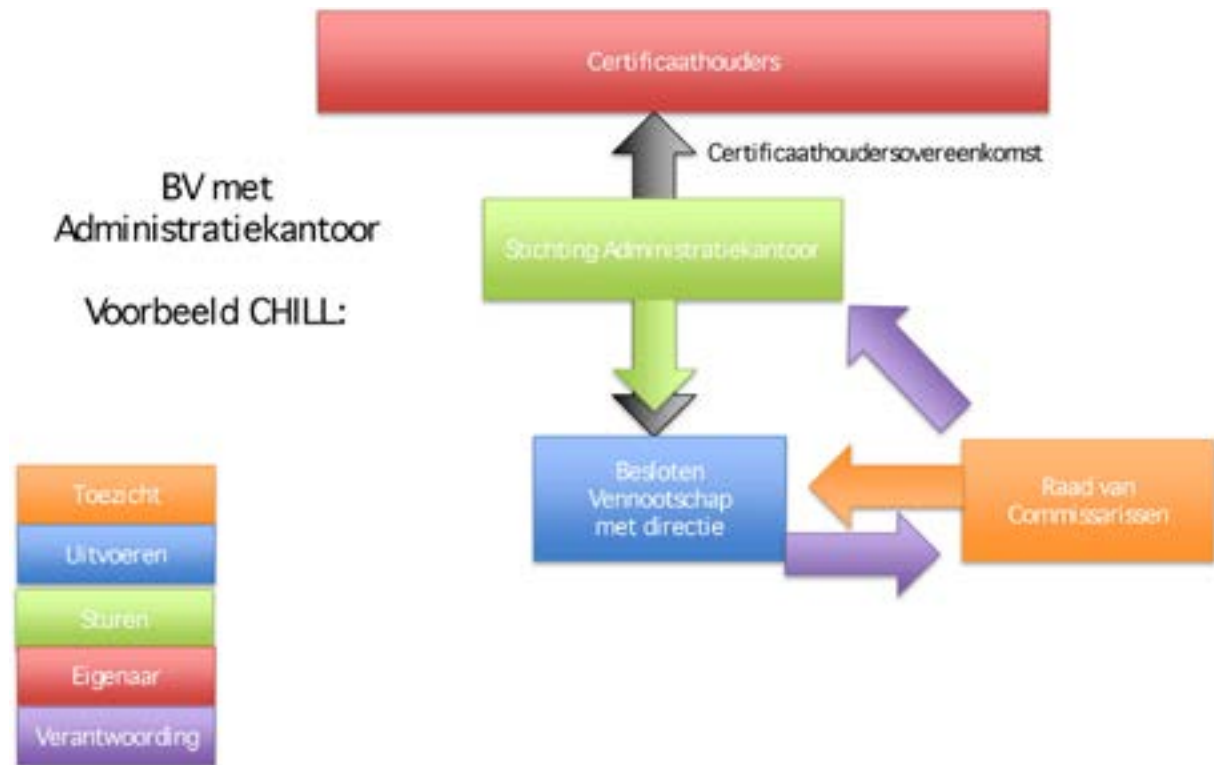 Certificaathouders
Certificaathoudersovereenkomst
BV met
Administratiekantoor
Stichting Administratiekantoor
Voorbeeld CHILL:
Besloten
Vennootschap
met directie
Raad van
Commissarissen
Toezicht
Uitvoeren
Sturen
Eigenaar
Verantwoording